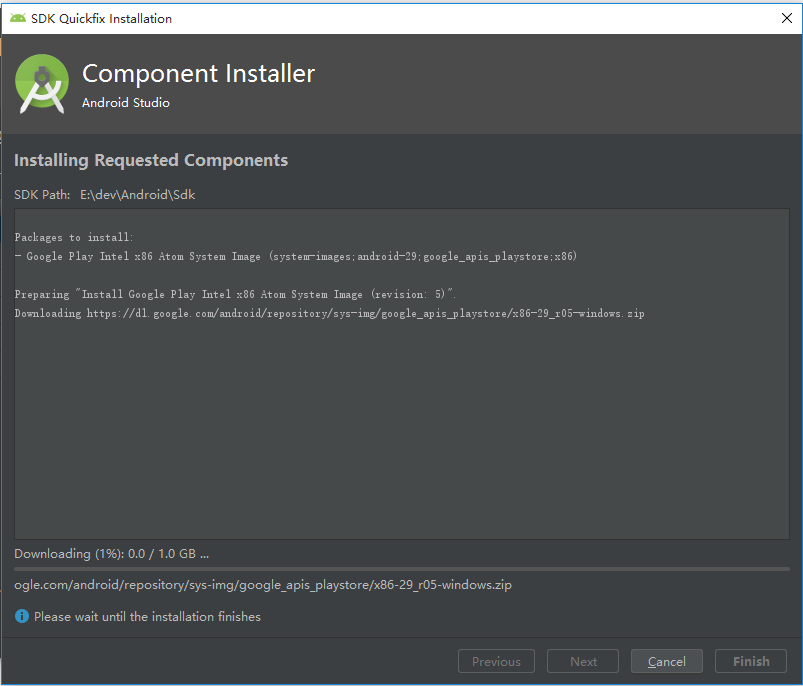 SDK Quickfix Installation
Component Installer
Android Studio
Installing Requested Components
SDK Path: E:\dev\Android\Sdk
Packages to install:
- Google Play Intel x86 Atom System Image (system-images;android-29;google_apis_playstore;x86)
Preparing "Install Google Play Intel x86 Atom System Image (revision: 5)".
Downloading https://dl.google.com/android/repository/sys-img/google_apis_playstore/x86-29_r05-windows.zip
Downloading (1%): 0.0 / 1.0 GB ...
ogle.com/android/repository/sys-img/google_apis_playstore/x86-29_r05-windows.zip
Please wait until the installation finishes
Previous Next Cancel Finish